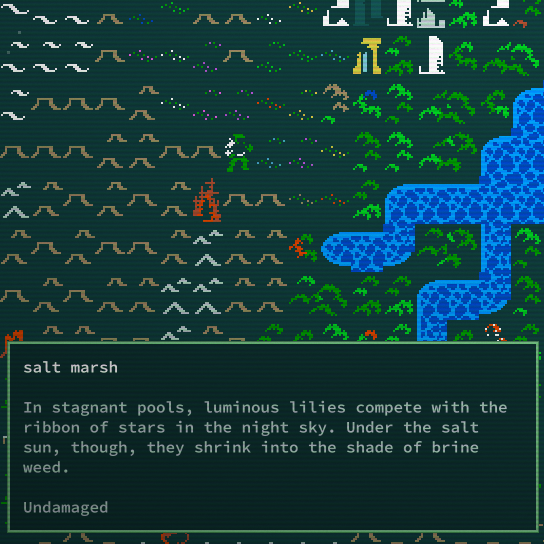 salt marsh
In stagnant pools, luminous lilies compete with the
ribbon of stars in the night sky. Under the salt
sun, though, they shrink into the shade of brine
weed.
Undamaged